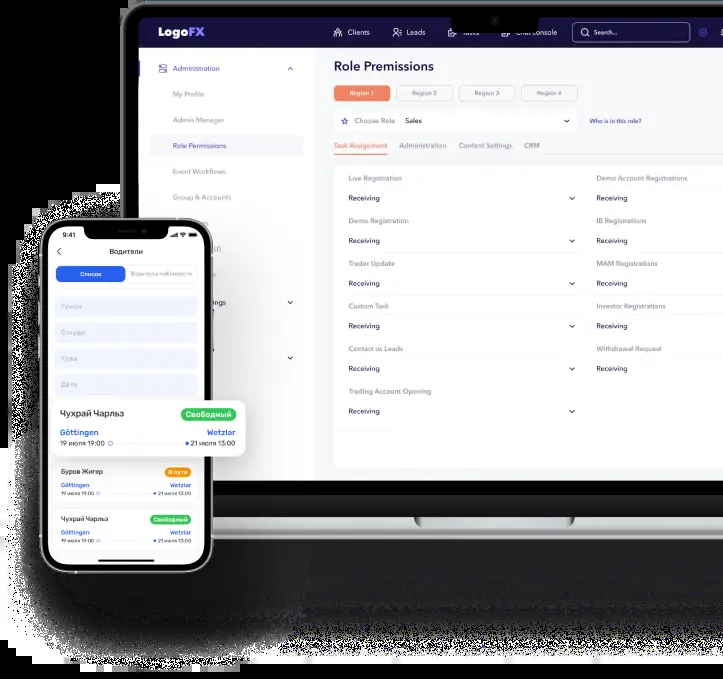 LogoFX
Clients
Leads
Tasks
Chat console
Search...
Administration
My Profile
Admin Manager
Role Permissions
Event Workflows
Group & Accounts
Role Premissions
Region 1
Region 2
Region 3
Region 4
Choose Role
Sales
Who is in this role?
Task Assignment
Administration
Content Settings
CRM
Live Registration
Receiving
Demo Registration
Receiving
Trader Update
Receiving
Custom Task
Receiving
Contact us Leads
Receiving
Trading Account Opening
Receiving
Demo Account Registrations
Receiving
IB Registrations
Receiving
MAM Registrations
Receiving
Investor Registrations
Receiving
Withdrawal Request
Receiving
9:41
Водители
Список
Водители поблизости
Поиск
Откуда
Куда
Дата
Чухрай Чарльз
Свободный
Göttingen
Wetzlar
19 июля 19:00
21 июля 13:00
Буров Жигер
В пути
Göttingen
Wetzlar
19 июля 19:00
21 июля 13:00
Чухрай Чарльз
Свободный
Göttingen
Wetzlar
19 июля 19:00
21 июля 13:00